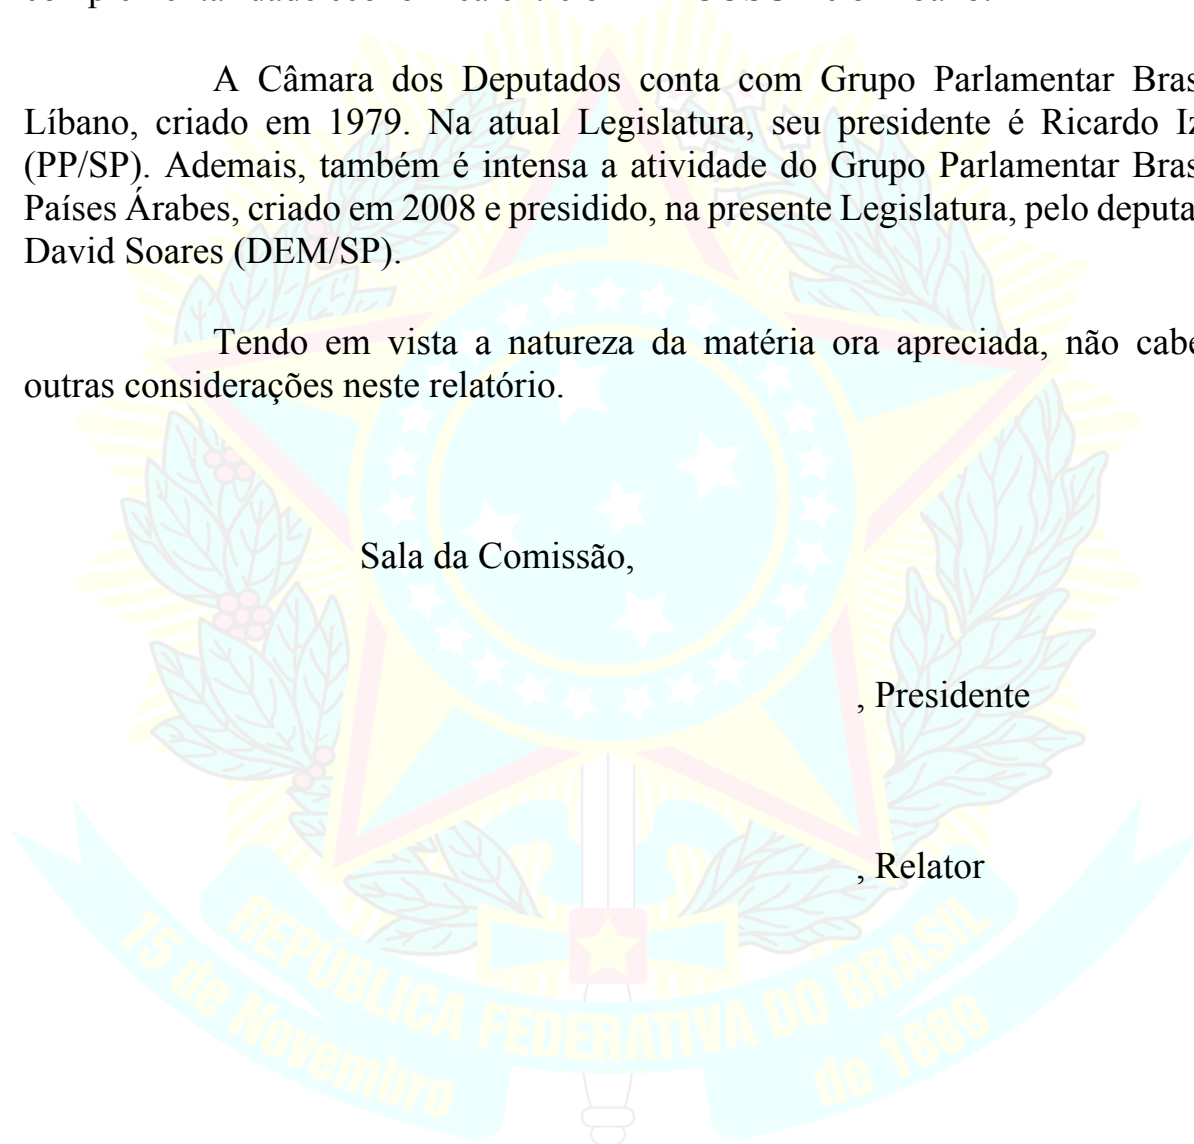 A Câmara dos Deputados conta com Grupo Parlamentar Bras
Líbano, criado em 1979. Na atual Legislatura, seu presidente é Ricardo Iz
(PP/SP). Ademais, também é intensa a atividade do Grupo Parlamentar Bras
Países Árabes, criado em 2008 e presidido, na presente Legislatura, pelo deputa
David Soares (DEM/SP).
Tendo em vista a natureza da matéria ora apreciada, não cabe
outras considerações neste relatório.
Sala da Comissão,
, Presidente
, Relator
REPÚBLICA FEDERATIVA DO BRASIL
15 de Novembro
de 1889